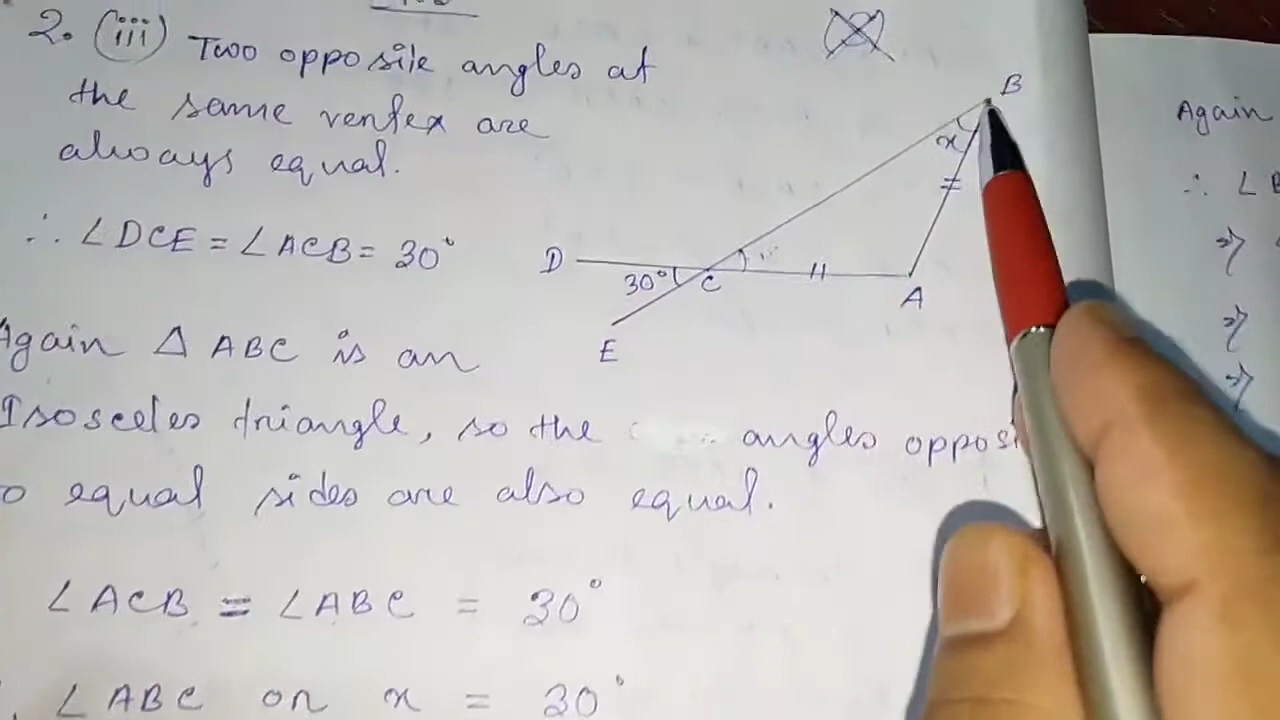 2. (iii) Two opposite angles at
the same vertex are
always equal.
∴ ∠DCE = ∠ACB = 30°
Again △ ABC is an
Isosceles triangle, so the angles opposi
o equal sides are also equal.
∠ACB = ∠ABC = 30°
∠ABC or x = 30°
B
x
D
30°
C
A
E
Again
∴ ∠B
⇒
⇒
⇒